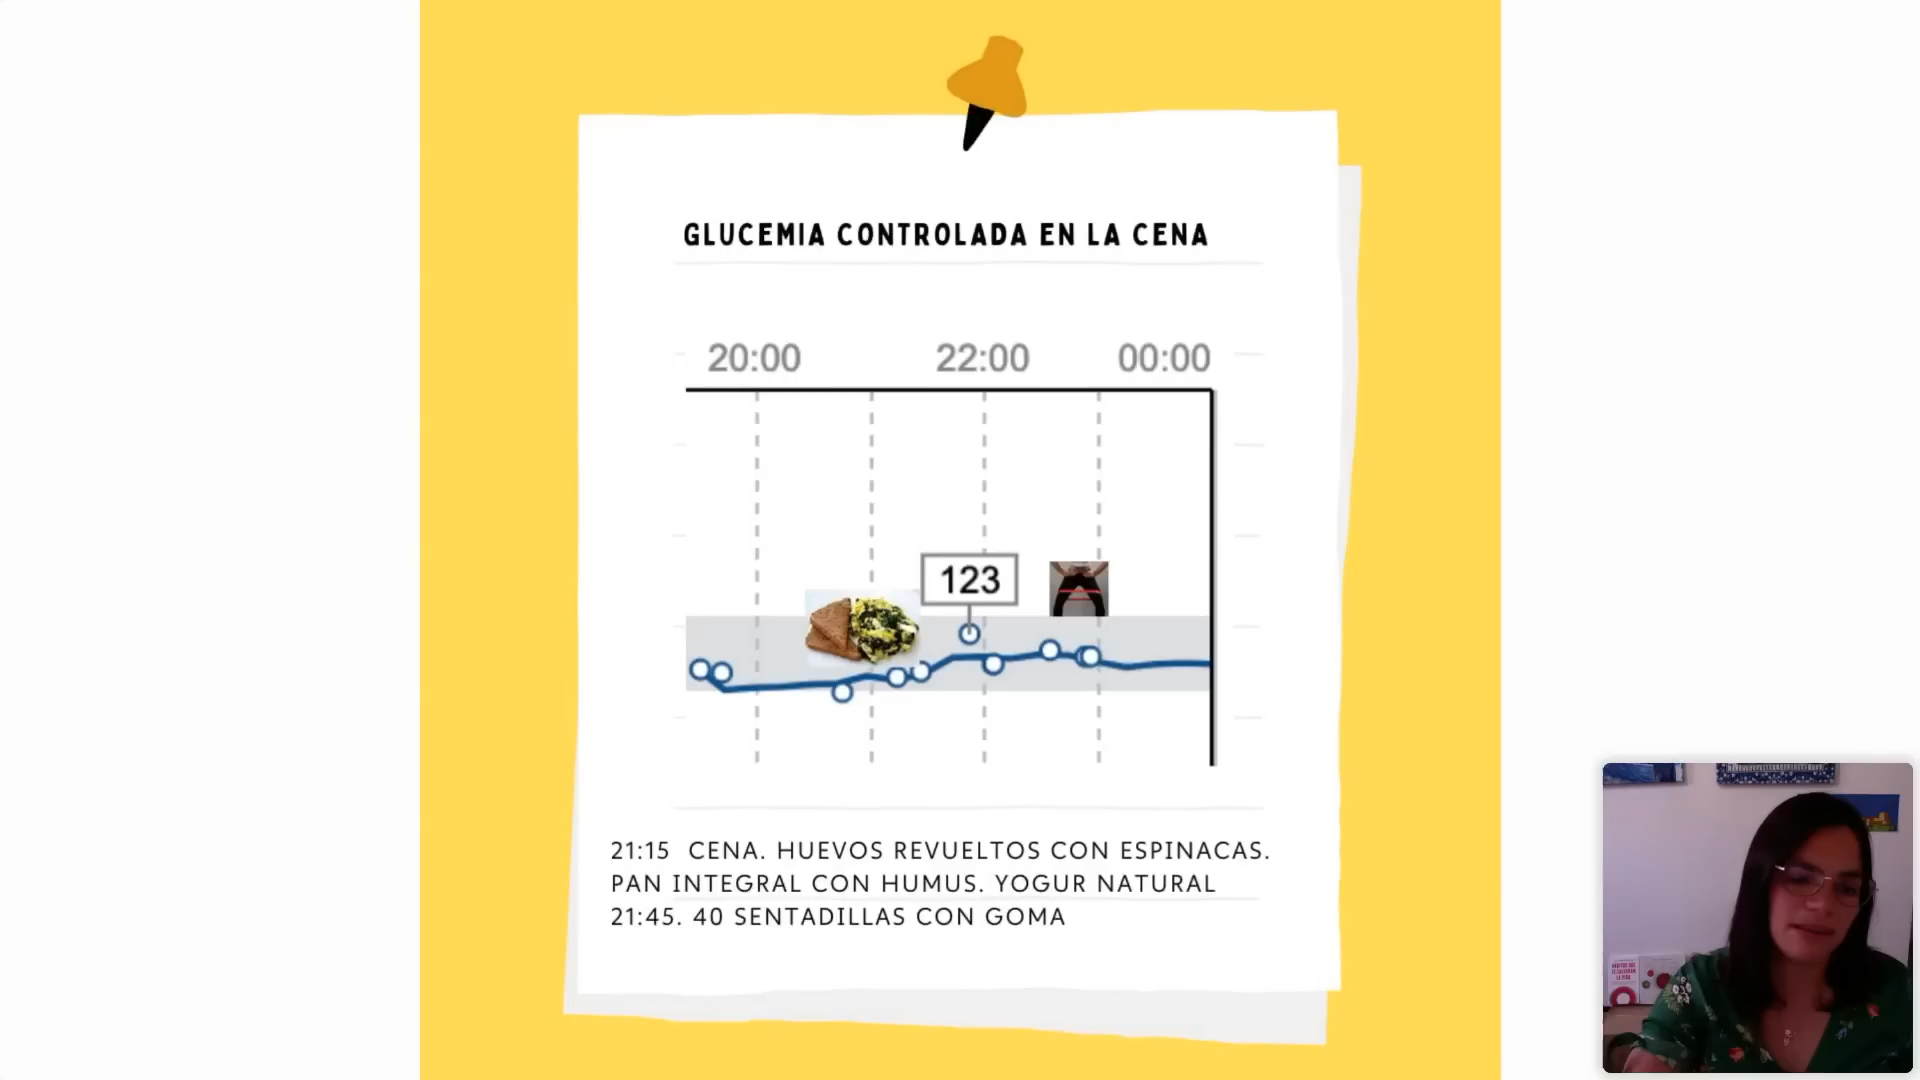 GLUCEMIA CONTROLADA EN LA CENA
20:00 22:00 00:00
123
21:15 CENA. HUEVOS REVUELTOS CON ESPINACAS.
PAN INTEGRAL CON HUMUS. YOGUR NATURAL
21:45. 40 SENTADILLAS CON GOMA